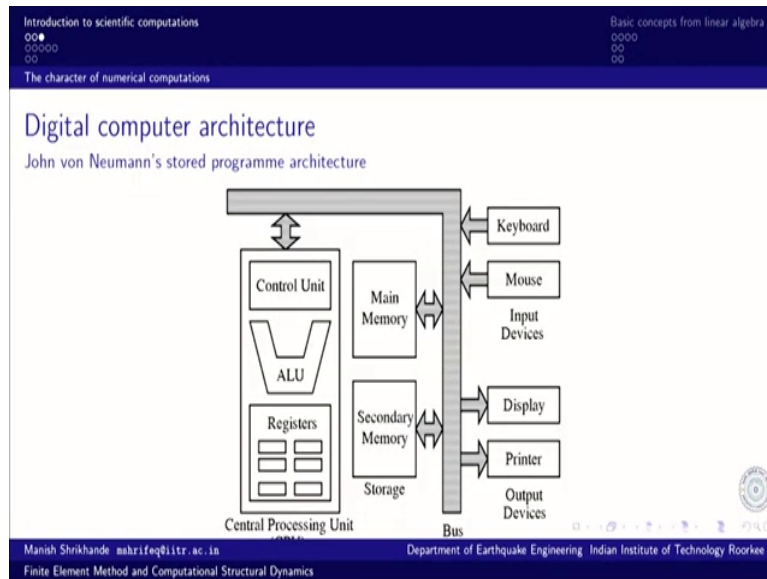 Introduction to scientific computations
Basic concepts from linear algebra
The character of numerical computations
Digital computer architecture
John von Neumann's stored programme architecture
Control Unit
ALU
Registers
Central Processing Unit
(CPU)
Main
Memory
Secondary
Memory
Storage
Bus
Keyboard
Mouse
Input
Devices
Display
Printer
Output
Devices
Manish Shrikhande mshrifeq@iitr.ac.in
Department of Earthquake Engineering Indian Institute of Technology Roorkee
Finite Element Method and Computational Structural Dynamics